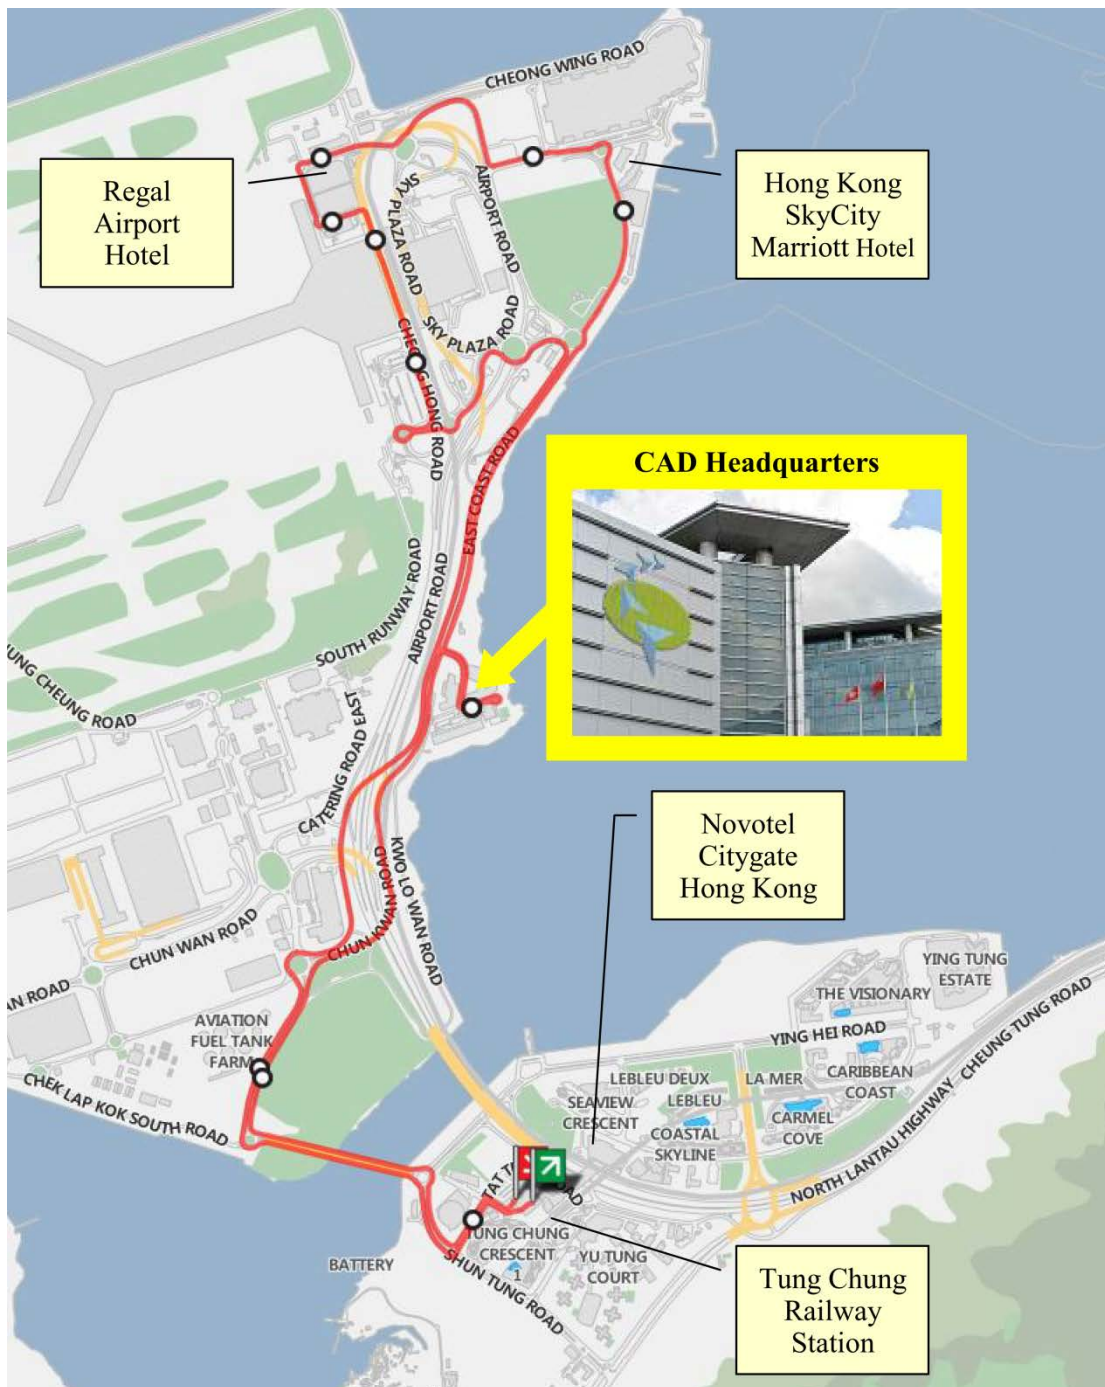 CHEONG WING ROAD
Regal
Airport
Hotel
Hong Kong
SkyCity
Marriott Hotel
SKY PLAZA ROAD
AIRPORT ROAD
SKY PLAZA ROAD
CHEONG HONG ROAD
EAST COAST ROAD
CAD Headquarters
SOUTH RUNWAY ROAD
AIRPORT ROAD
CHEUNG ROAD
CATERING ROAD EAST
Novotel
Citygate
Hong Kong
KWO LO WAN ROAD
CHUN KWAN ROAD
CHUN WAN ROAD
ROAD
YING TUNG
ESTATE
THE VISIONARY
YING HEI ROAD
CHEUNG TUNG ROAD
AVIATION
FUEL TANK
FARM
CHEK LAP KOK SOUTH ROAD
LEBLEU DEUX
LA MER
CARIBBEAN
COAST
SEAVIEW
CRESCENT
LEBLEU
COASTAL
SKYLINE
CARMEL
COVE
NORTH LANTAU HIGHWAY
TAT
ROAD
TUNG CHUNG
CRESCENT
1
YU TUNG
COURT
SHUN TUNG ROAD
BATTERY
Tung Chung
Railway
Station